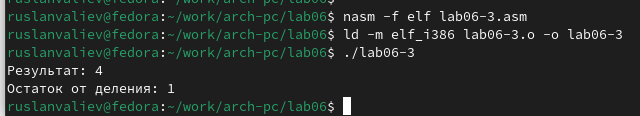 ruslanvaliev@fedora:~/work/arch-pc/lab06$ nasm -f elf lab06-3.asm
ruslanvaliev@fedora:~/work/arch-pc/lab06$ ld -m elf_i386 lab06-3.o -o lab06-3
ruslanvaliev@fedora:~/work/arch-pc/lab06$ ./lab06-3
Результат: 4
Остаток от деления: 1
ruslanvaliev@fedora:~/work/arch-pc/lab06$